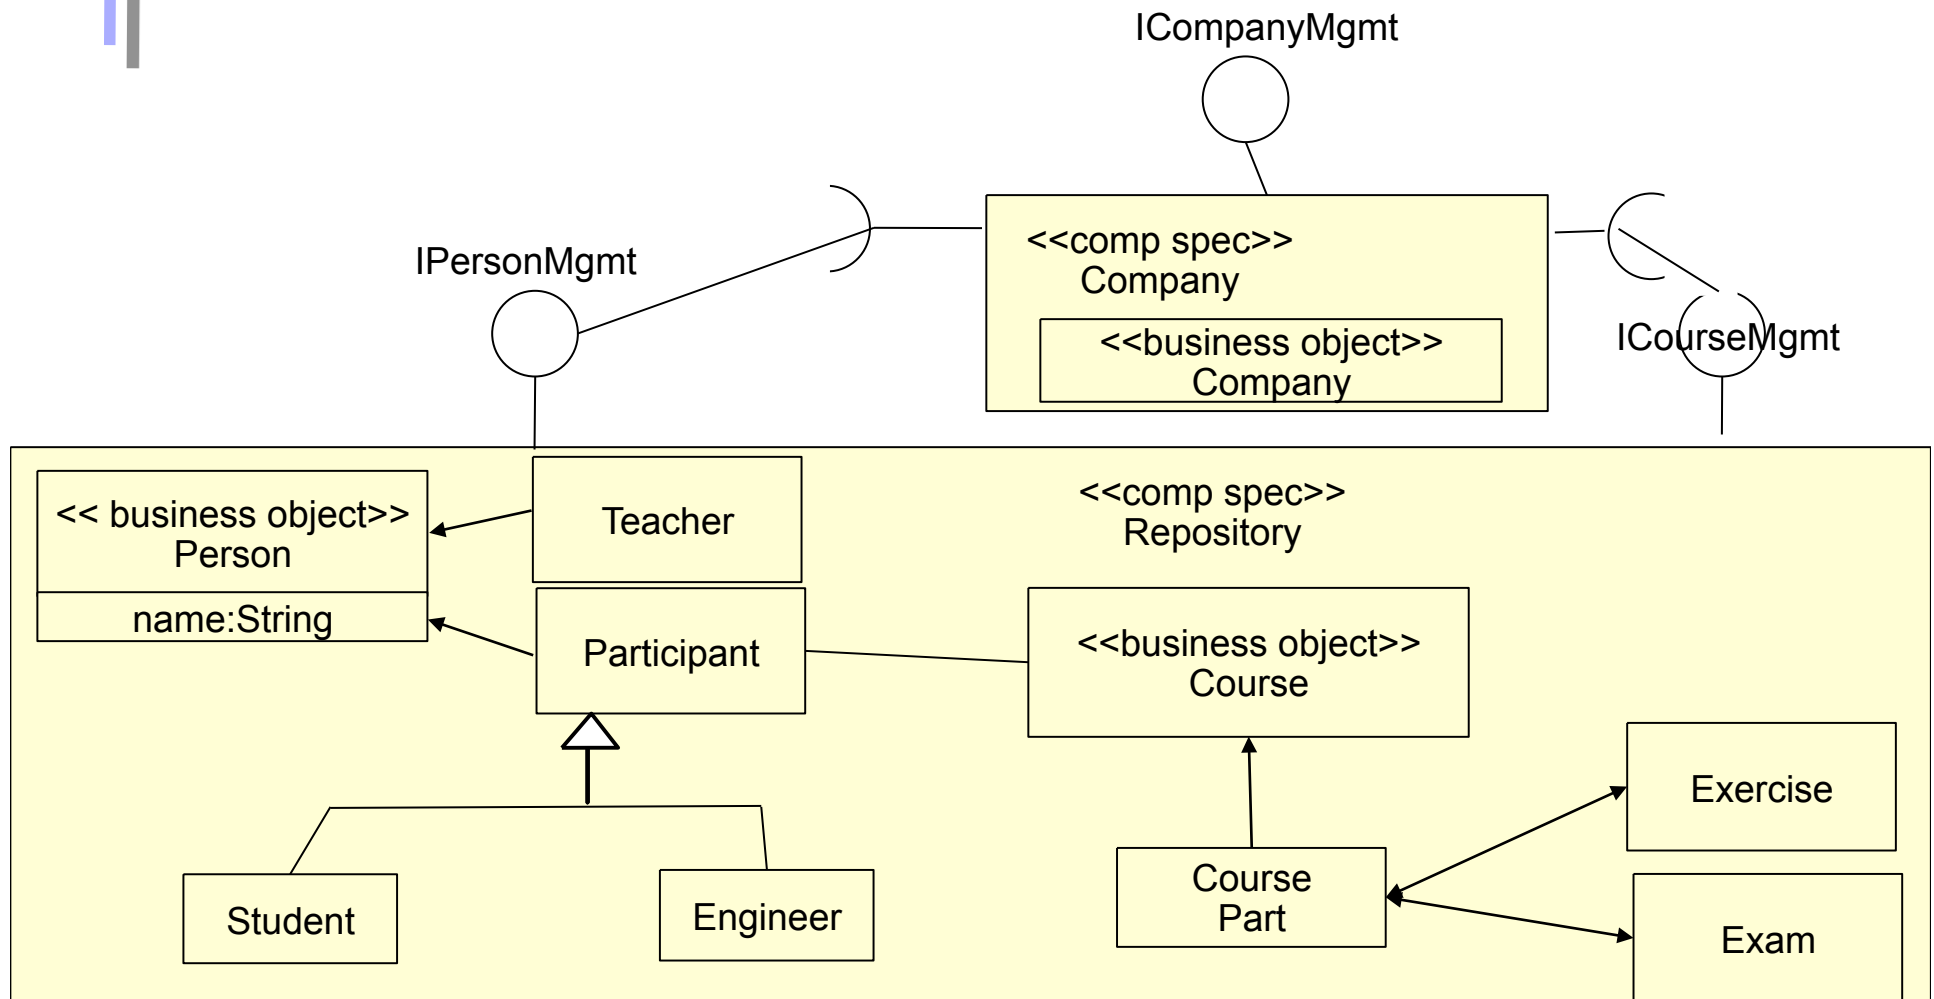 ICompanyMgmt
IPersonMgmt
<<comp spec>>
Company
<<business object>>
Company
ICourseMgmt
<< business object>>
Person
name:String
Teacher
<<comp spec>>
Repository
Participant
<<business object>>
Course
Exercise
Student
Engineer
Course
Part
Exam